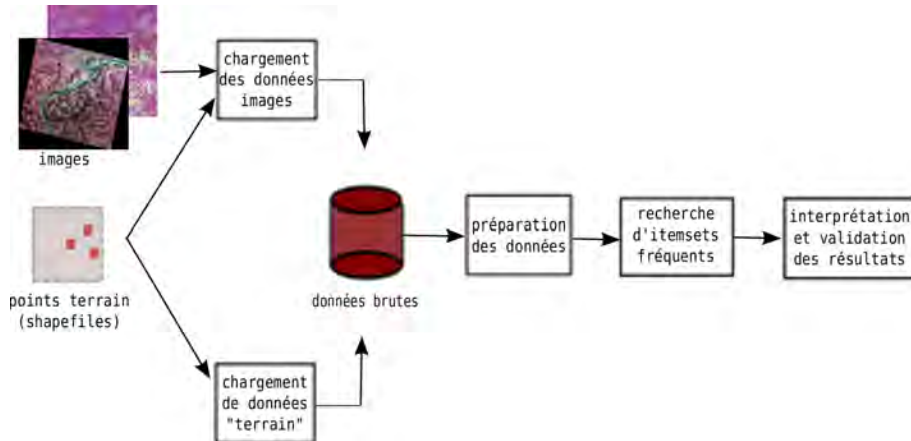 chargement
des données
images
images
points terrain
(shapefiles)
données brutes
préparation
des données
recherche
d'itemsets
fréquents
interprétation
et validation
des résultats
chargement
de données
"terrain"